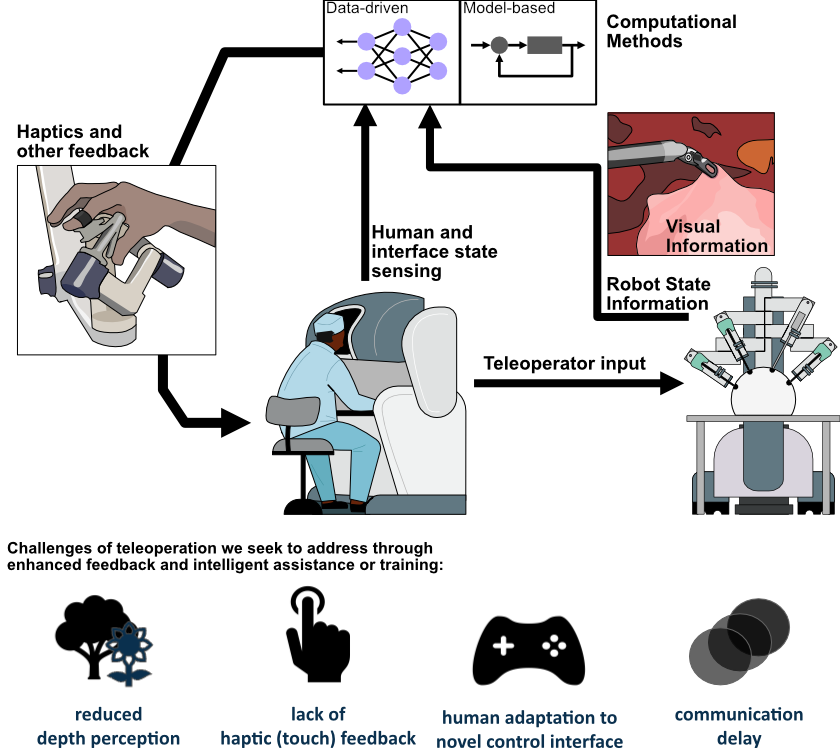 Data-driven
Model-based
Computational
Methods
Haptics and
other feedback
Human and
interface state
sensing
Visual
Information
Robot State
Information
Teleoperator input
Challenges of teleoperation we seek to address through
enhanced feedback and intelligent assistance or training:
reduced
depth perception
lack of
haptic (touch) feedback
human adaptation to
novel control interface
communication
delay